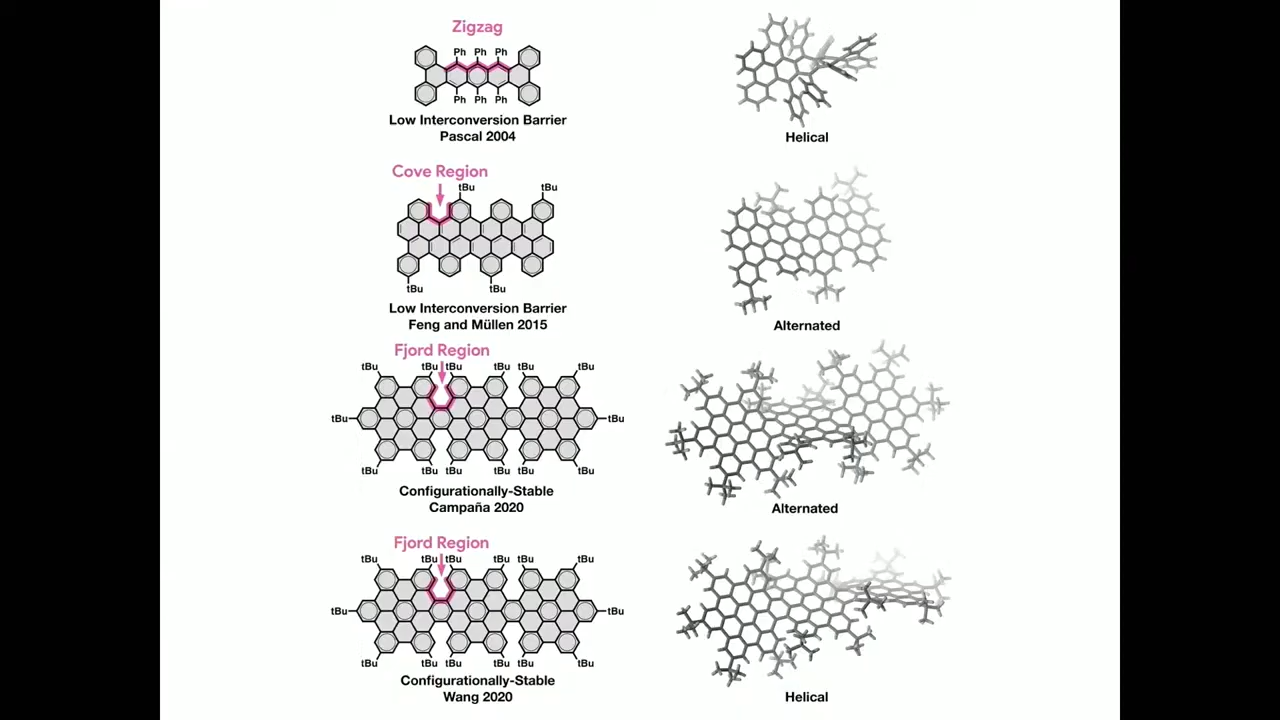 Zigzag
Ph Ph Ph
Ph Ph Ph
Low Interconversion Barrier
Pascal 2004
Helical
Cove Region
tBu tBu
tBu tBu
Low Interconversion Barrier
Feng and Müllen 2015
Alternated
Fjord Region
tBu tBu tBu tBu tBu tBu
tBu tBu
tBu tBu tBu tBu tBu
Configurationally-Stable
Campaña 2020
Alternated
Fjord Region
tBu tBu tBu tBu tBu tBu
tBu tBu
tBu tBu tBu tBu tBu tBu
Configurationally-Stable
Wang 2020
Helical